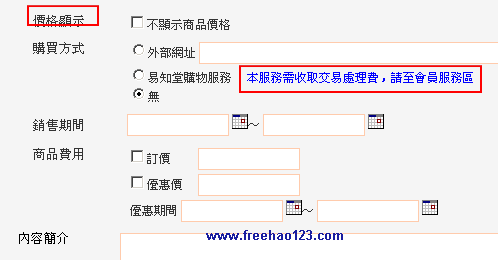 價格顯示 不顯示商品價格
購買方式 外部網址
易知堂購物服務 本服務需收取交易處理費，請至會員服務區
無
銷售期間 ~
商品費用 訂價
優惠價
優惠期間 ~
www.freehao123.com
內容簡介